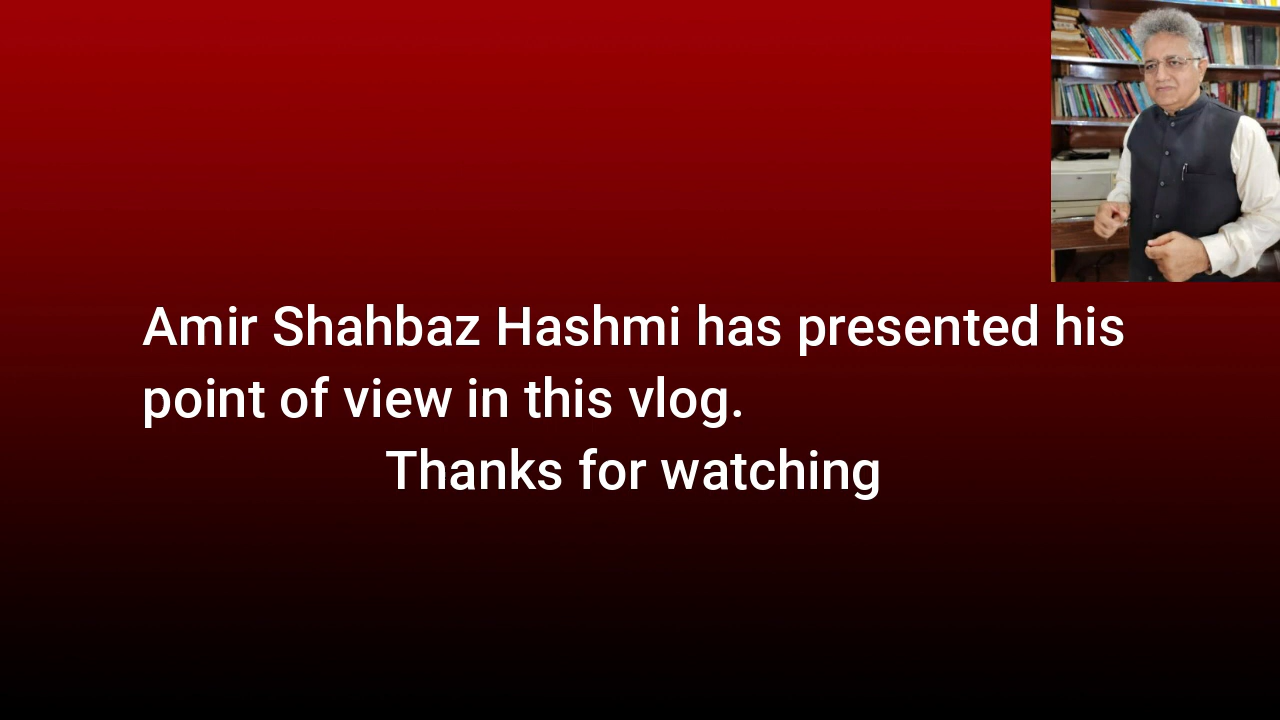 Amir Shahbaz Hashmi has presented his
point of view in this vlog.
Thanks for watching